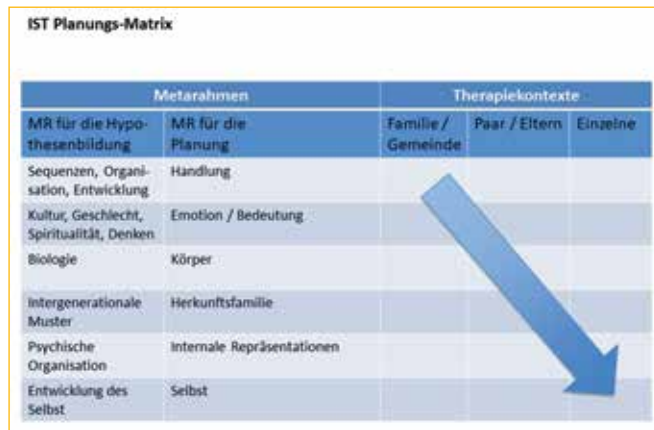 IST Planungs-Matrix
Metarahmen Therapiekontexte
MR für die Hypo- MR für die Familie / Paar / Eltern Einzelne
thesenbildung Planung Gemeinde
Sequenzen, Organi- Handlung
sation, Entwicklung
Kultur, Geschlecht, Emotion / Bedeutung
Spiritualität, Denken
Biologie Körper
Intergenerationale Herkunftsfamilie
Muster
Psychische Internale Repräsentationen
Organisation
Entwicklung des Selbst
Selbst